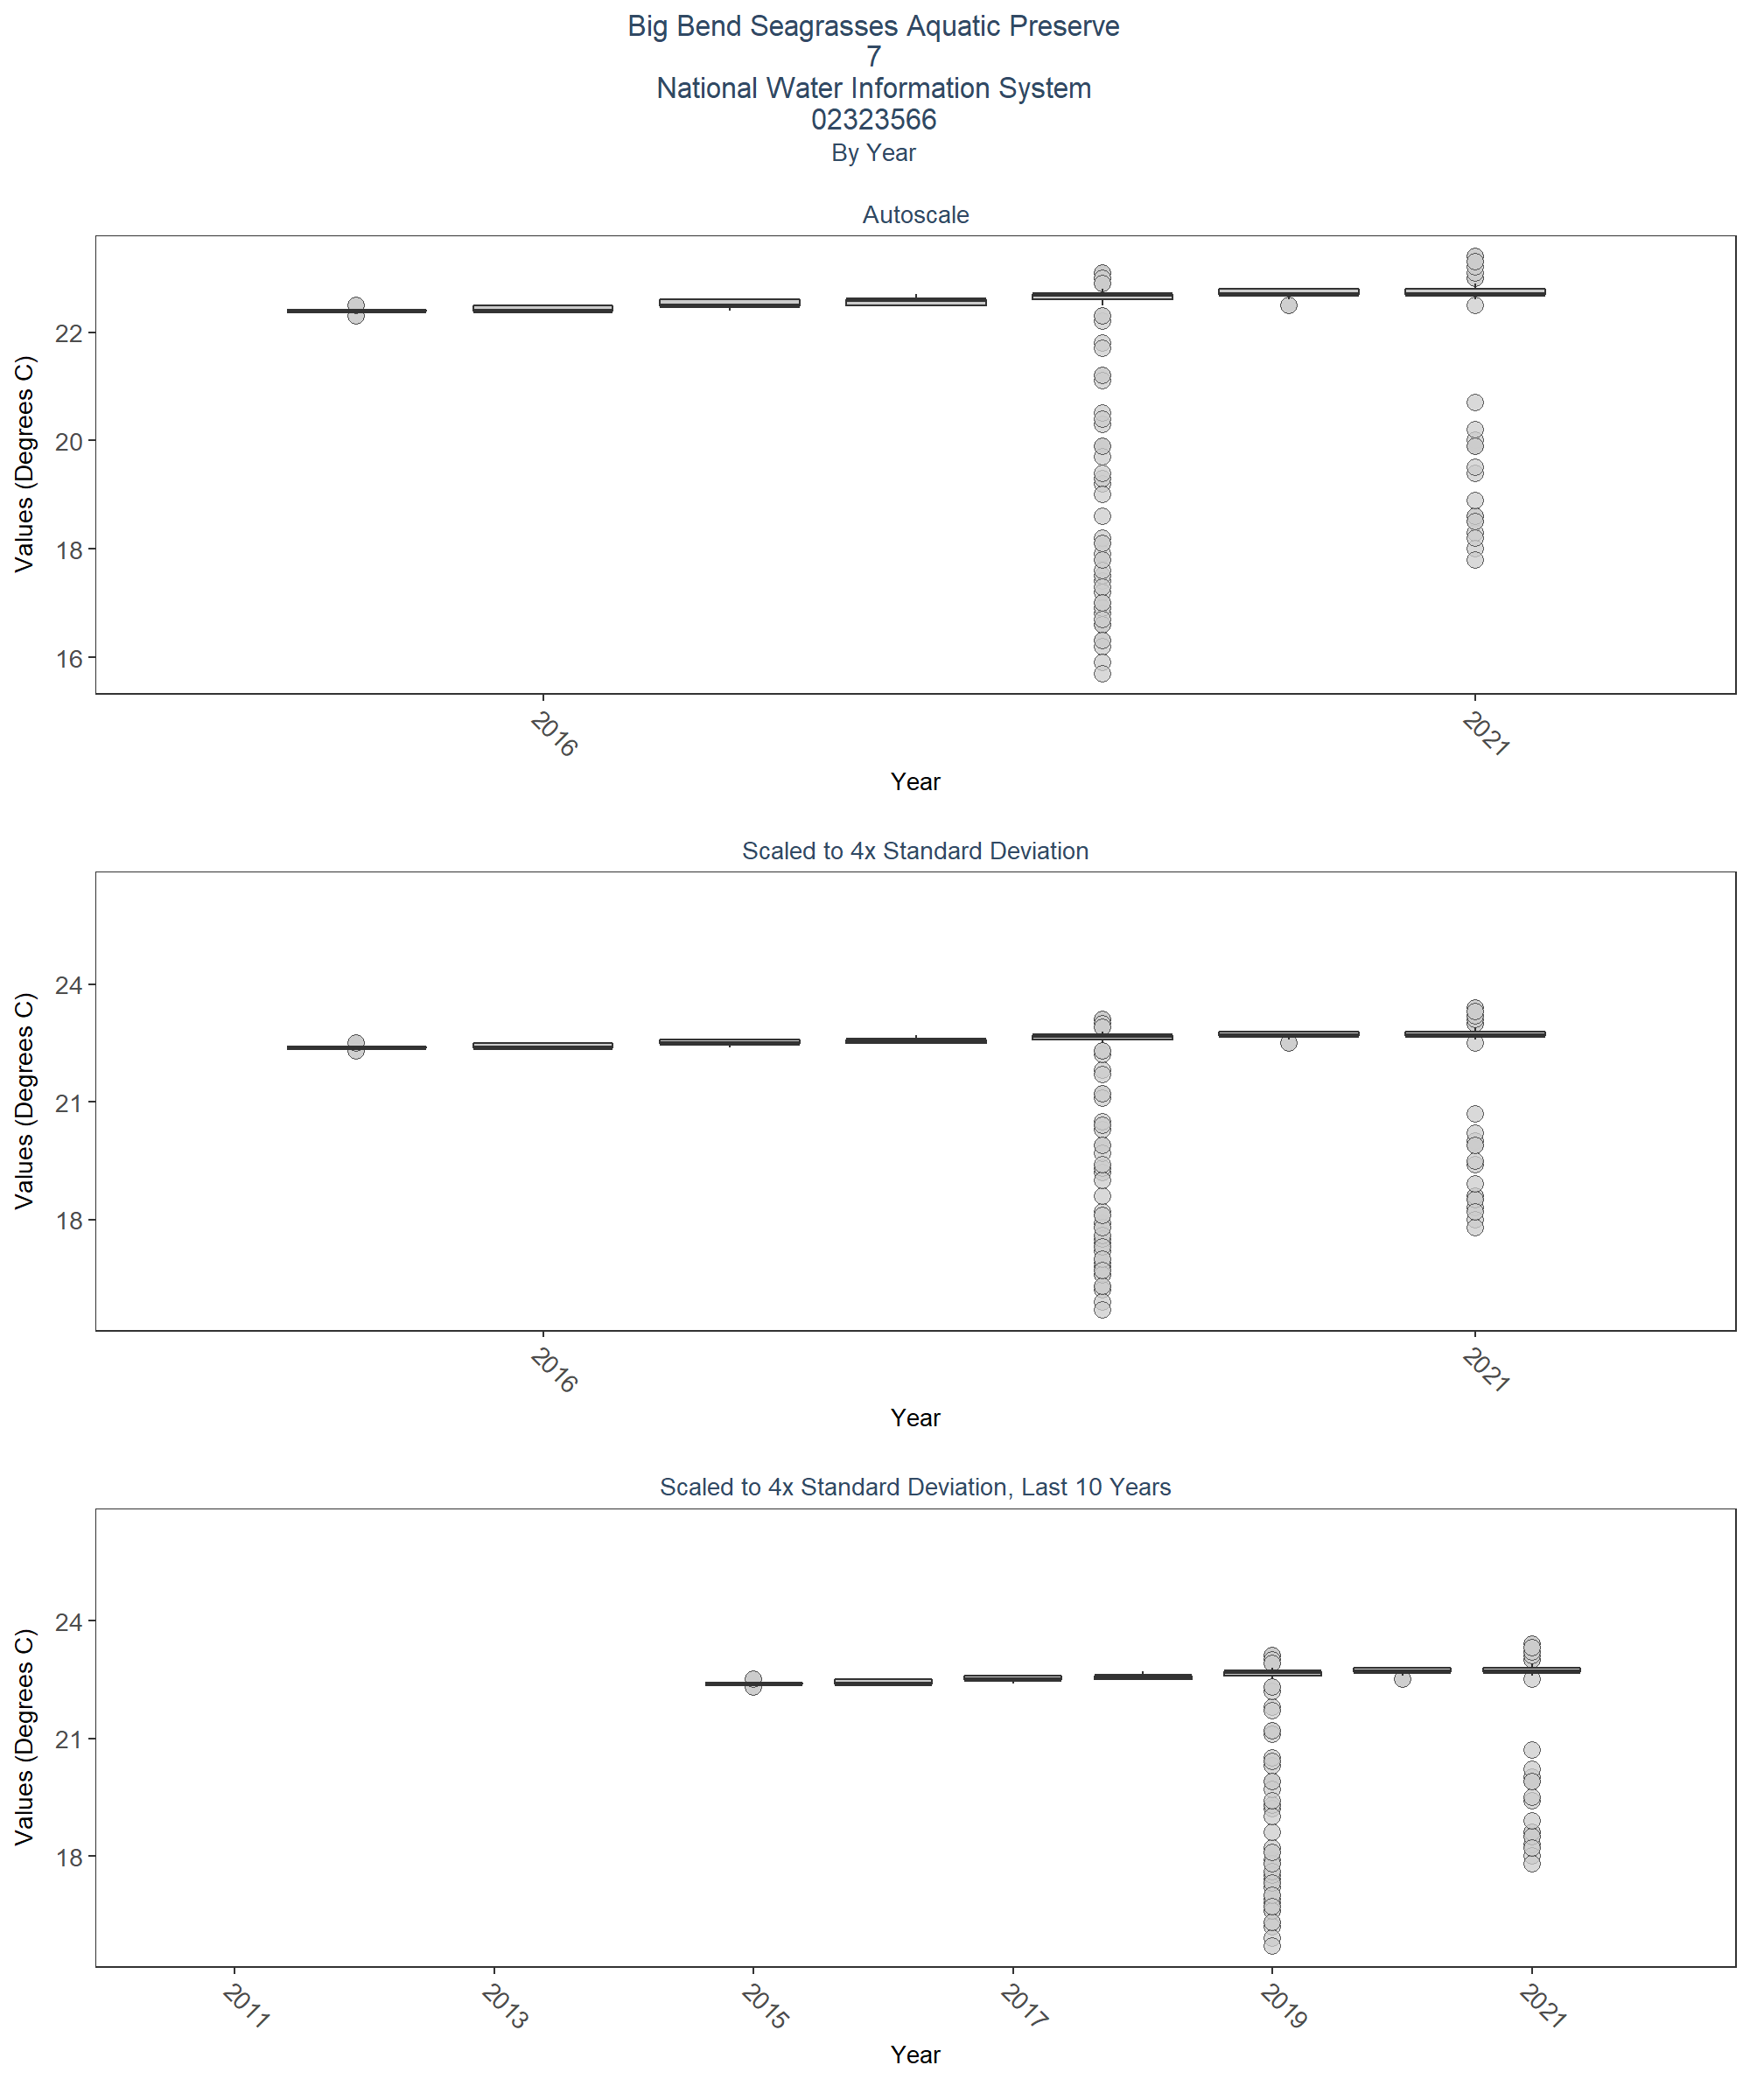 Big Bend Seagrasses Aquatic Preserve
7
National Water Information System
02323566
By Year
Autoscale
Values (Degrees C)
22
20
18
16
2016
2021
Year
Scaled to 4x Standard Deviation
Values (Degrees C)
24
21
18
2016
2021
Year
Scaled to 4x Standard Deviation, Last 10 Years
Values (Degrees C)
24
21
18
2011
2013
2015
2017
2019
2021
Year